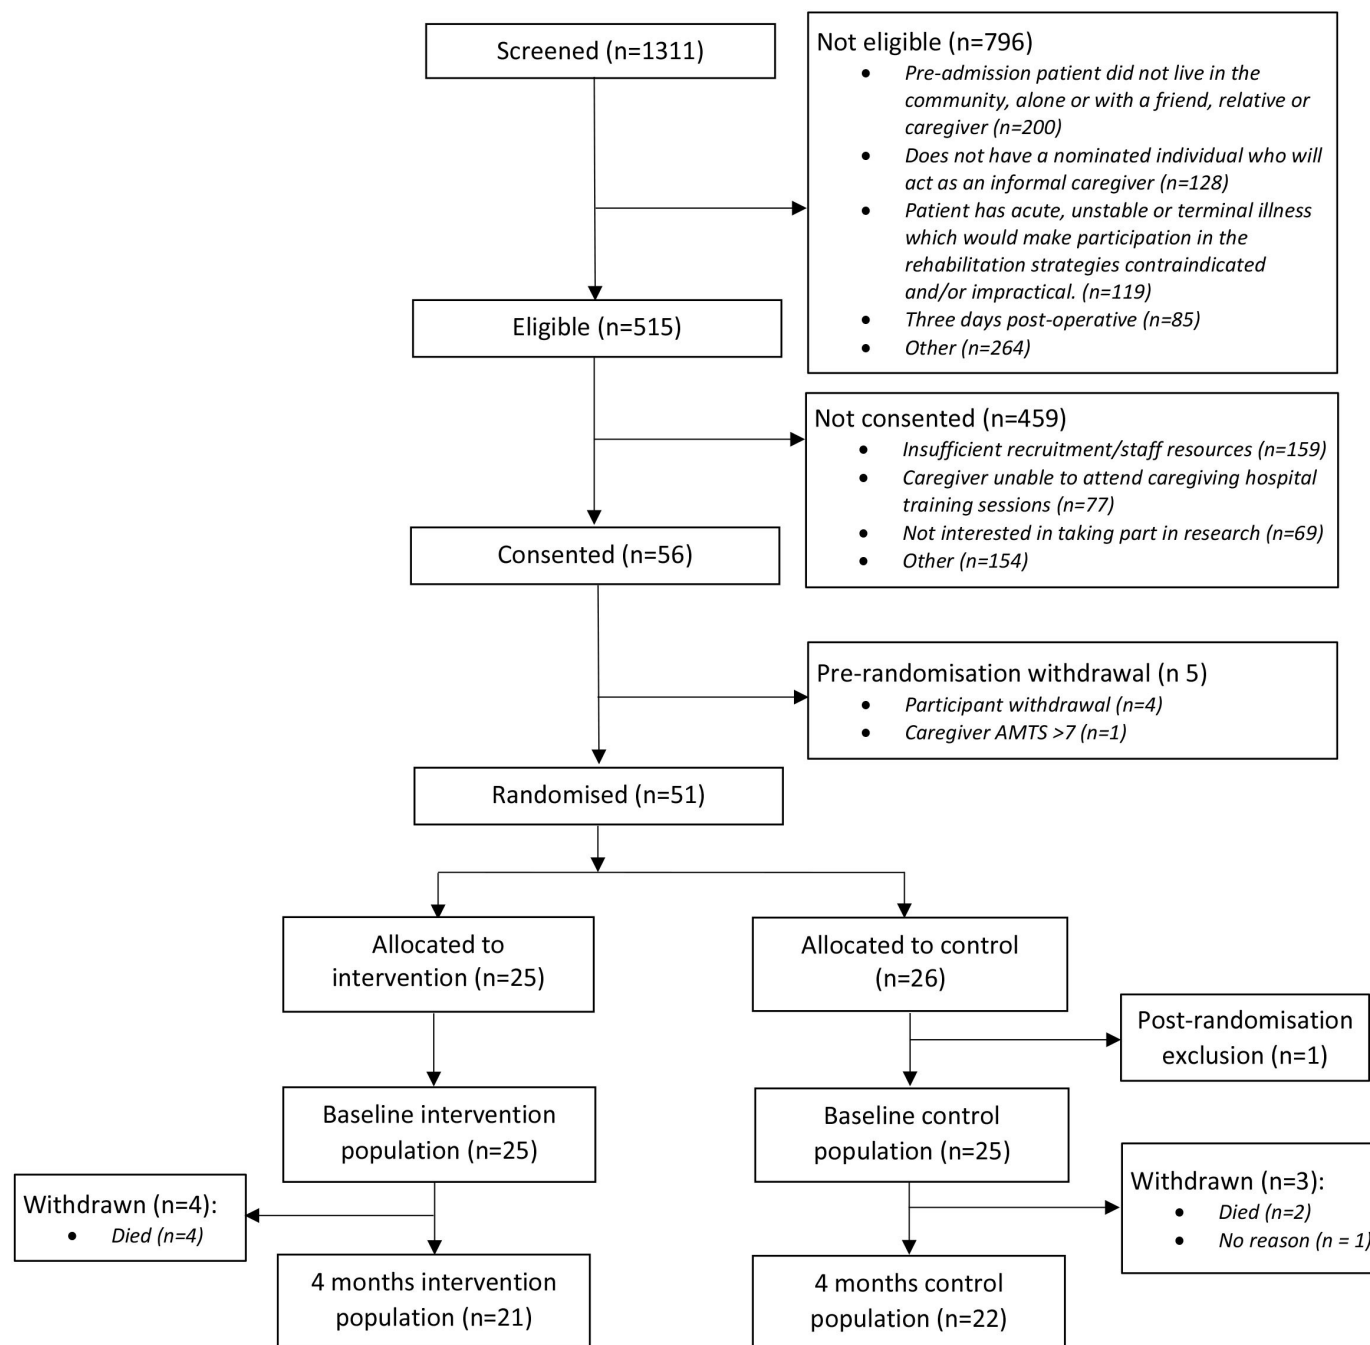 Screened (n=1311)
Not eligible (n=796)
• Pre-admission patient did not live in the
community, alone or with a friend, relative or
caregiver (n=200)
• Does not have a nominated individual who will
act as an informal caregiver (n=128)
• Patient has acute, unstable or terminal illness
which would make participation in the
rehabilitation strategies contraindicated
and/or impractical. (n=119)
• Three days post-operative (n=85)
• Other (n=264)
Eligible (n=515)
Not consented (n=459)
• Insufficient recruitment/staff resources (n=159)
• Caregiver unable to attend caregiving hospital
training sessions (n=77)
• Not interested in taking part in research (n=69)
• Other (n=154)
Consented (n=56)
Pre-randomisation withdrawal (n 5)
• Participant withdrawal (n=4)
• Caregiver AMTS >7 (n=1)
Randomised (n=51)
Allocated to
intervention (n=25)
Allocated to control
(n=26)
Post-randomisation
exclusion (n=1)
Baseline intervention
population (n=25)
Baseline control
population (n=25)
Withdrawn (n=4):
• Died (n=4)
Withdrawn (n=3):
• Died (n=2)
• No reason (n = 1)
4 months intervention
population (n=21)
4 months control
population (n=22)